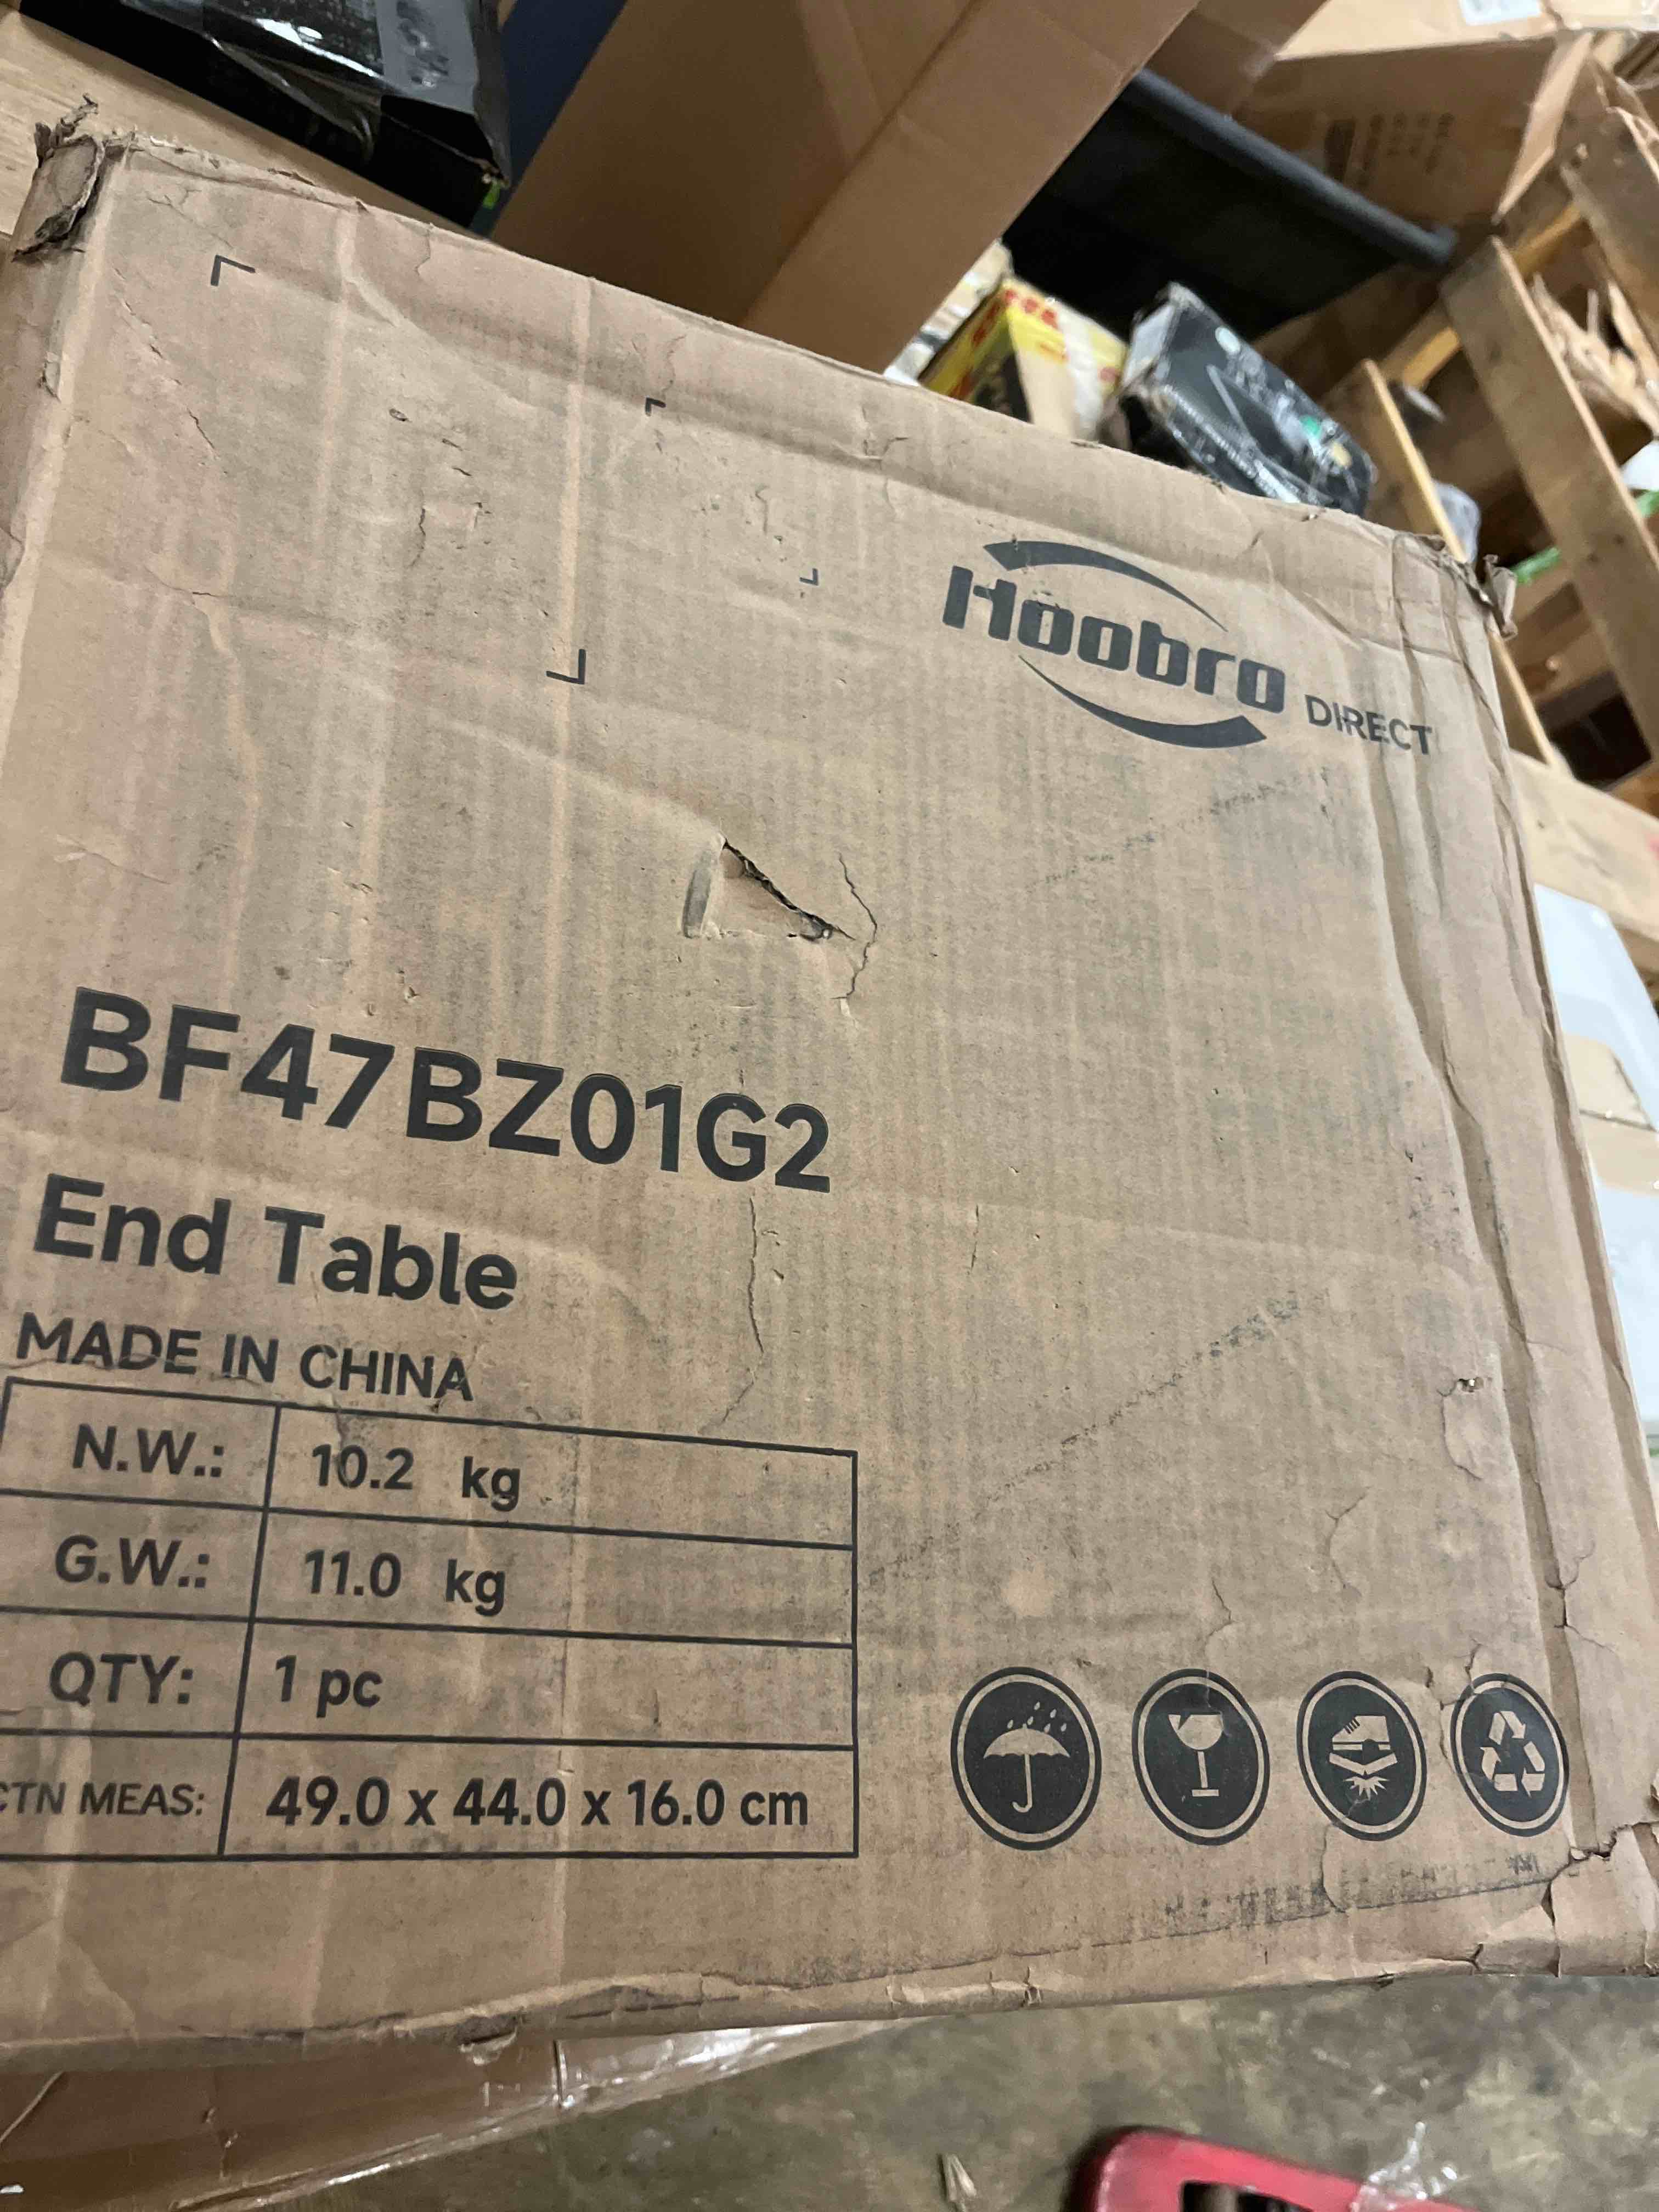 Hoobro DIRECT
BF47BZ01G2
End Table
MADE IN CHINA
N.W.: 10.2 kg
G.W.: 11.0 kg
QTY: 1 pc
CTN MEAS: 49.0 x 44.0 x 16.0 cm